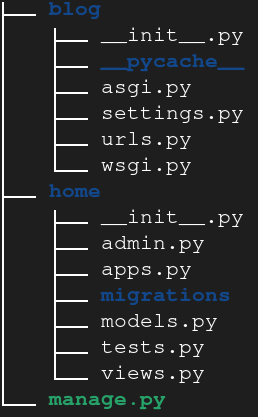 blog
__init__.py
__pycache__
asgi.py
settings.py
urls.py
wsgi.py
home
__init__.py
admin.py
apps.py
migrations
models.py
tests.py
views.py
manage.py